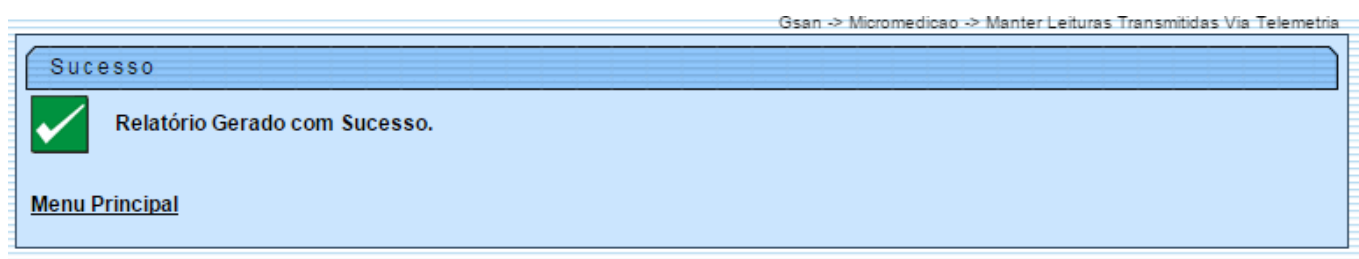 Gsan -> Micromedicao -> Manter Leituras Transmitidas Via Telemetria
Sucesso
Relatório Gerado com Sucesso.
Menu Principal